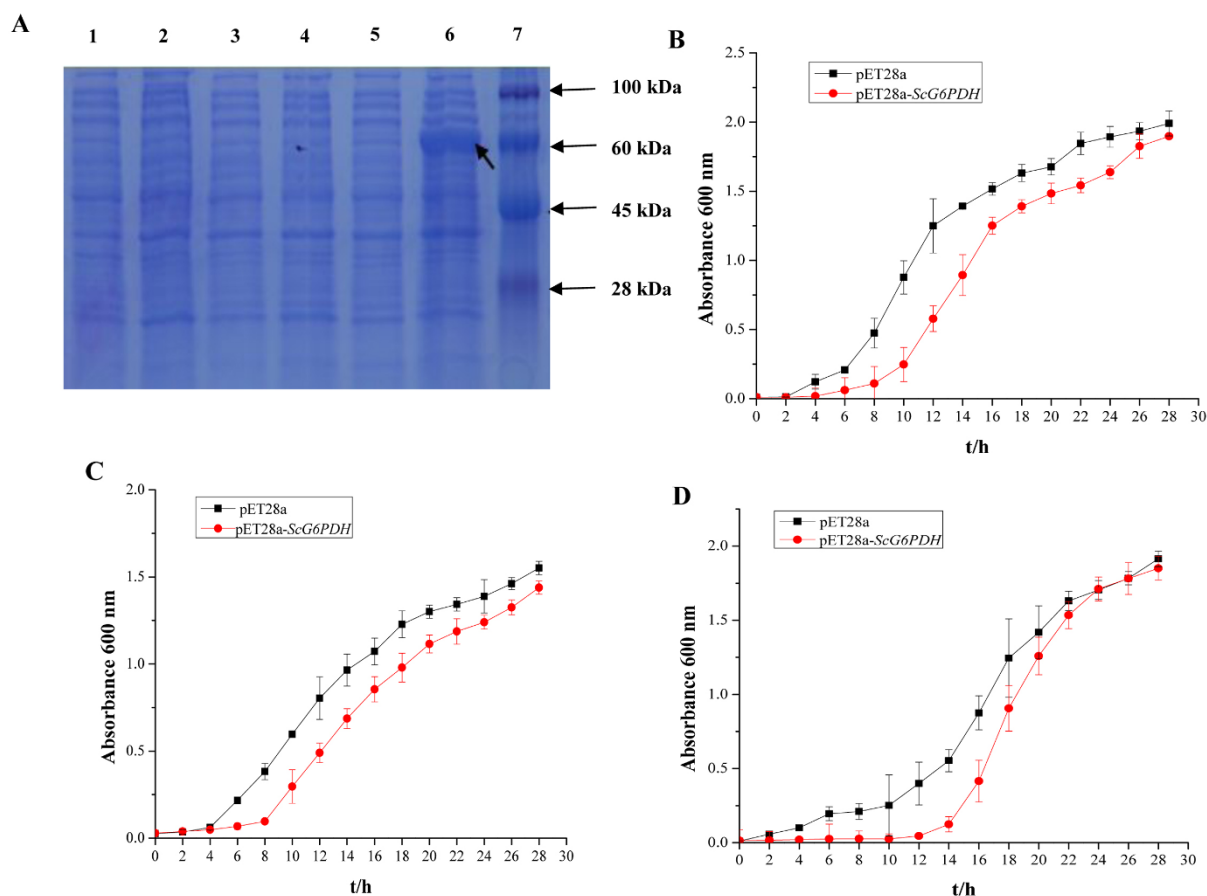 A
1 2 3 4 5 6 7
100 kDa
60 kDa
45 kDa
28 kDa
B
pET28a
pET28a-ScG6PDH
Absorbance 600 nm
2.5
2.0
1.5
1.0
0.5
0.0
0 2 4 6 8 10 12 14 16 18 20 22 24 26 28 30
t/h
C
pET28a
pET28a-ScG6PDH
Absorbance 600 nm
2.0
1.5
1.0
0.5
0.0
0 2 4 6 8 10 12 14 16 18 20 22 24 26 28 30
t/h
D
pET28a
pET28a-ScG6PDH
Absorbance 600 nm
2.0
1.5
1.0
0.5
0.0
0 2 4 6 8 10 12 14 16 18 20 22 24 26 28 30
t/h